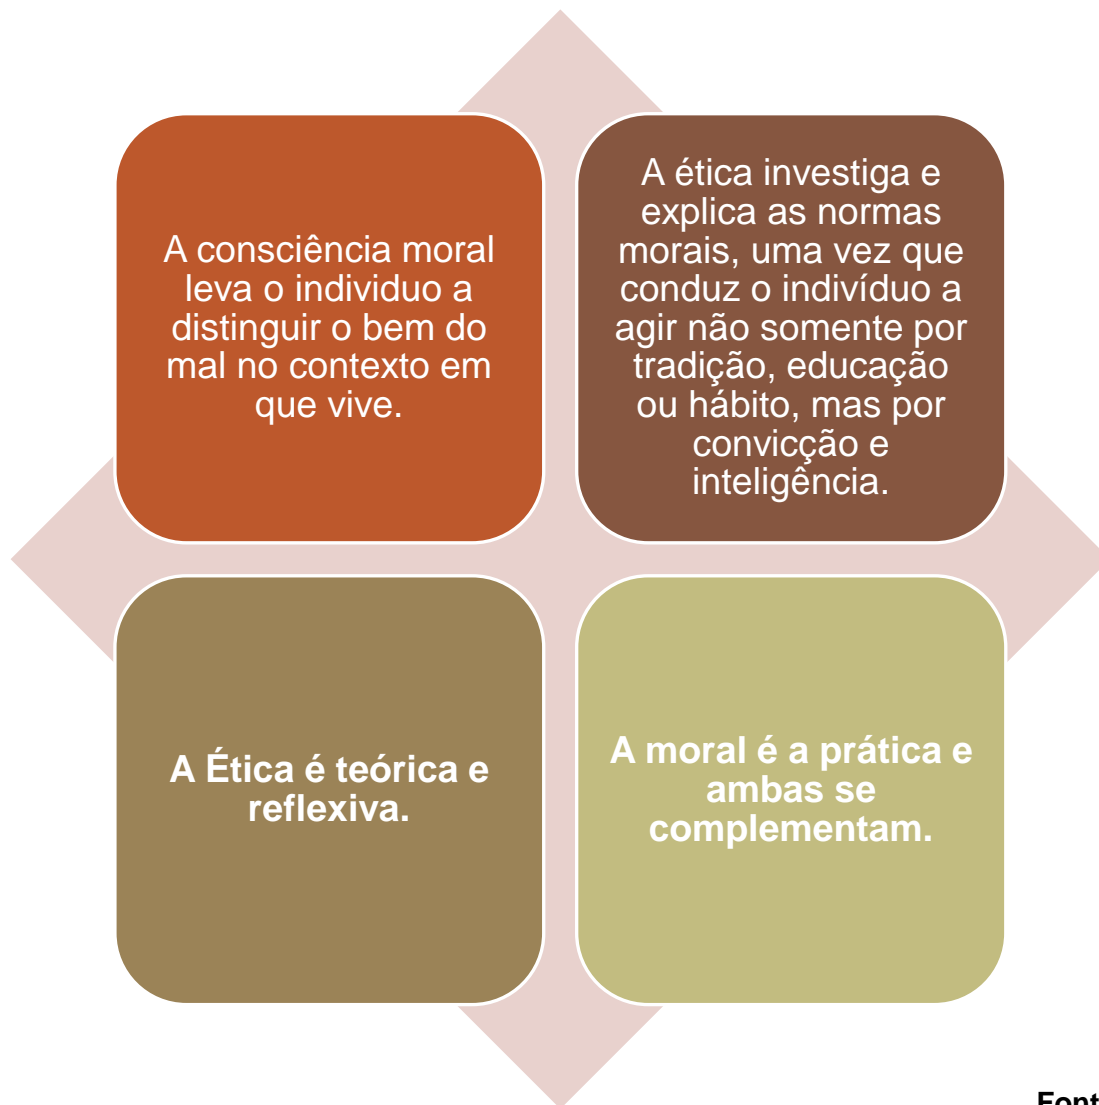 A consciência moral
leva o individuo a
distinguir o bem do
mal no contexto em
que vive.
A ética investiga e
explica as normas
morais, uma vez que
conduz o indivíduo a
agir não somente por
tradição, educação
ou hábito, mas por
convicção e
inteligência.
A Ética é teórica e
reflexiva.
A moral é a prática e
ambas se
complementam.
Font